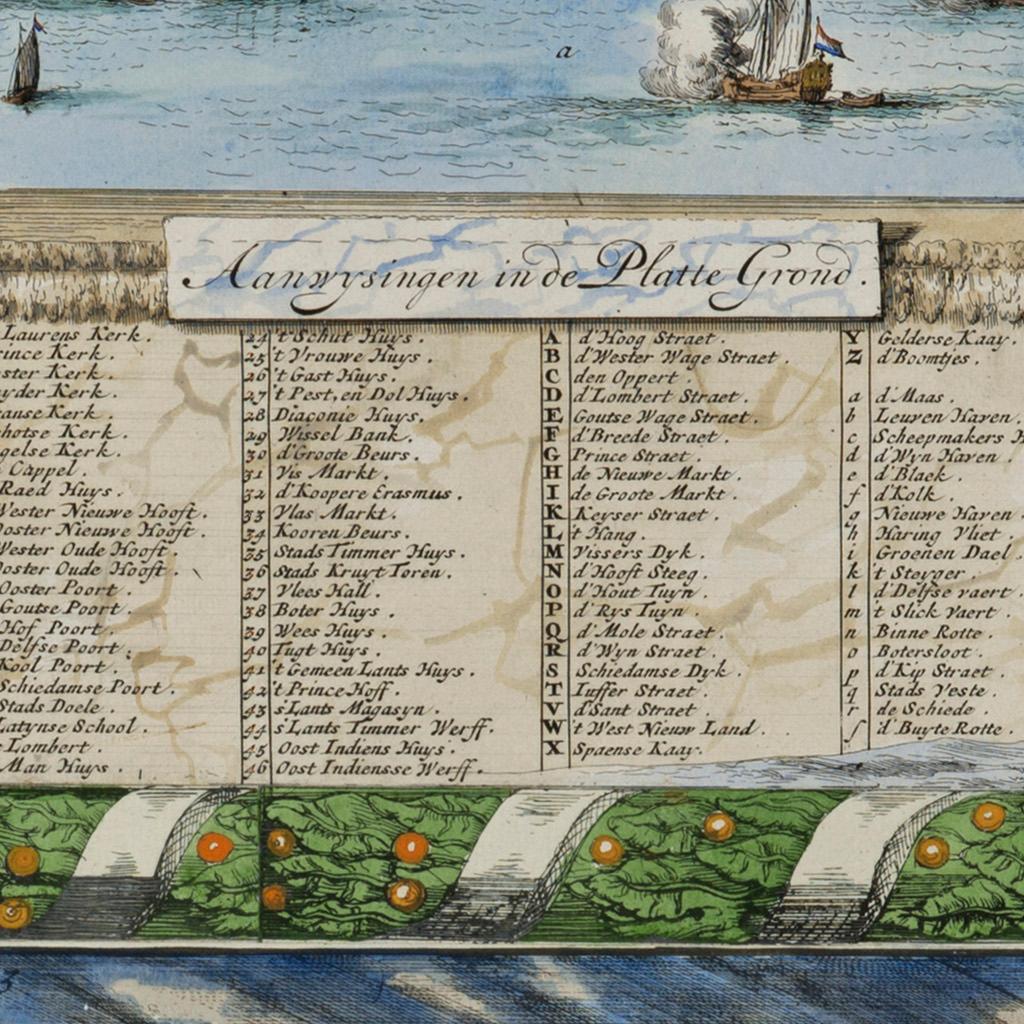 a
Aanwysingen in de Platte Grond.
Laurens Kerk.
ince Kerk.
ster Kerk.
yder Kerk.
anse Kerk.
hotse Kerk.
gelse Kerk.
Cappel.
Raed Huys.
Wester Nieuwe Hooft.
Ooster Nieuwe Hooft.
Wester Oude Hooft.
Ooster Oude Hooft.
Ooster Poort.
Goutse Poort.
Hof Poort.
Delfse Poort.
Kool Poort.
Schiedamse Poort.
Stads Doele.
Latynse School.
Lombert.
Man Huys.
24 't Schut Huys.
25 't Vrouwe Huys.
26 't Gast Huys.
27 't Pest, en Dol Huys.
28 Diaconie Huys.
29 Wissel Bank.
30 d'Groote Beurs.
31 Vis Markt.
32 d'Koopere Erasmus.
33 Vlas Markt.
34 Kooren Beurs.
35 Stads Timmer Huys.
36 Stads Kruyt Toren.
37 Vlees Hall.
38 Boter Huys.
39 Wees Huys.
40 Tugt Huys.
41 't Gemeen Lants Huys.
42 't Prince Hoff.
43 s'Lants Magasyn.
44 s'Lants Timmer Werff.
45 Oost Indiens Huys.
46 Oost Indiensse Werff.
A d'Hoog Straet.
B d'Wester Wage Straet.
C den Oppert.
D d'Lombert Straet.
E Goutse Wage Straet.
F d'Breede Straet.
G Prince Straet.
H de Nieuwe Markt.
I de Groote Markt.
K Keyser Straet.
L 't Hang.
M Vissers Dyk.
N d'Hooft Steeg.
O d'Hout Tuyn.
P d'Rys Tuyn.
Q d'Mole Straet.
R d'Wyn Straet.
S Schiedamse Dyk
T Iuffer Straet.
V d'Sant Straet
W 't West Nieuw Land.
X Spaense Kaay.
Y Gelderse Kaay.
Z d'Boomtjes.
a d'Maas.
b Leuven Haven.
c Scheepmakers H
d d'Wyn Haven.
e d'Blaek.
f d'Kolk.
g Nieuwe Haven
h Haring Vliet.
i Groenen Dael
k 't Steyger.
l d'Delfse vaert.
m 't Slick Vaert.
n Binne Rotte.
o Botersloot.
p d'Kip Straet.
q Stads Veste.
r de Schiede.
ſ d'Buyte Rotte.